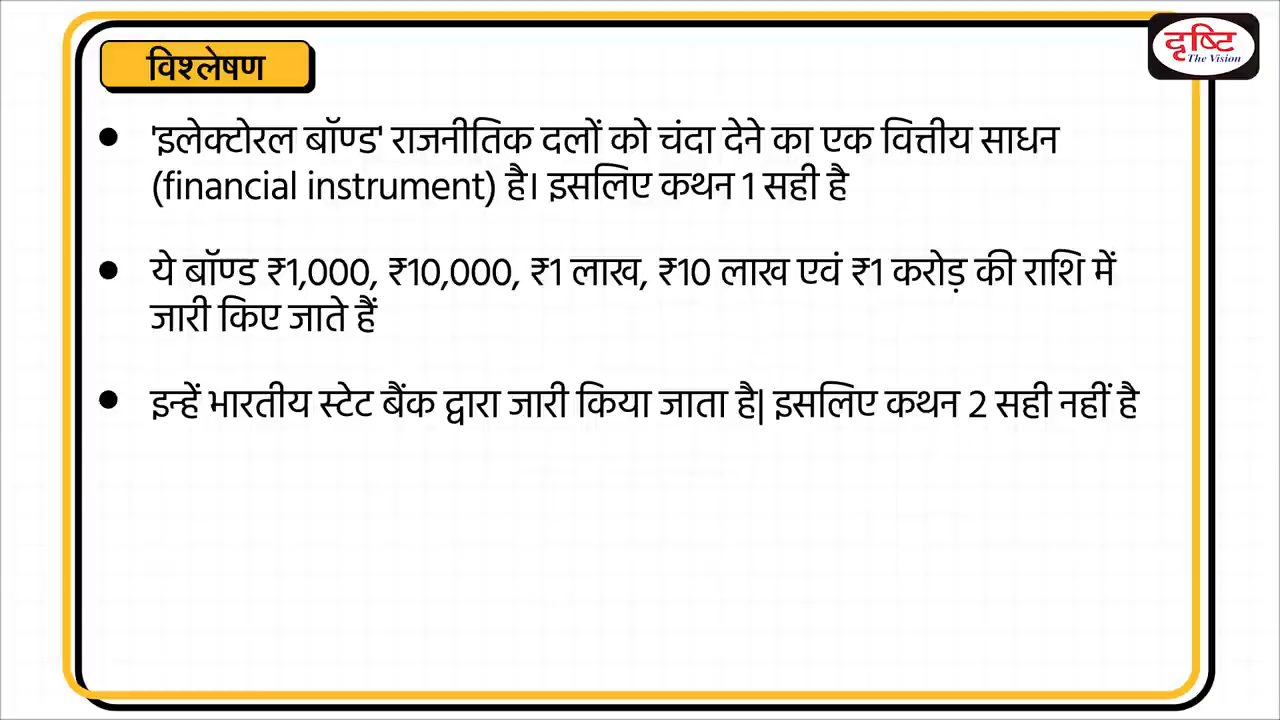 विश्लेषण
दृष्टि
The Vision
• 'इलेक्टोरल बॉण्ड' राजनीतिक दलों को चंदा देने का एक वित्तीय साधन
(financial instrument) है। इसलिए कथन 1 सही है
• ये बॉण्ड ₹1,000, ₹10,000, ₹1 लाख, ₹10 लाख एवं ₹1 करोड़ की राशि में
जारी किए जाते हैं
• इन्हें भारतीय स्टेट बैंक द्वारा जारी किया जाता है| इसलिए कथन 2 सही नहीं है